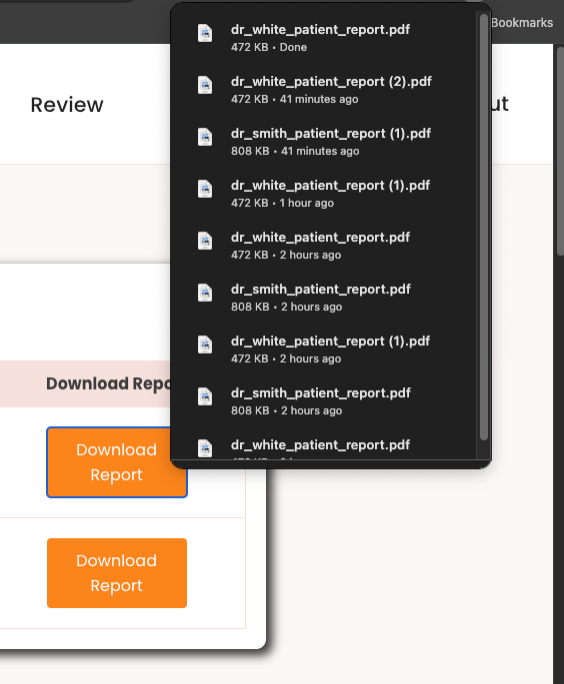 Bookmarks
Review
ut
dr_white_patient_report.pdf
472 KB • Done
dr_white_patient_report (2).pdf
472 KB • 41 minutes ago
dr_smith_patient_report (1).pdf
808 KB • 41 minutes ago
dr_white_patient_report (1).pdf
472 KB • 1 hour ago
dr_white_patient_report.pdf
472 KB • 2 hours ago
dr_smith_patient_report.pdf
808 KB • 2 hours ago
dr_white_patient_report (1).pdf
472 KB • 2 hours ago
dr_smith_patient_report.pdf
808 KB • 2 hours ago
dr_white_patient_report.pdf
Download Repo
Download
Report
Download
Report